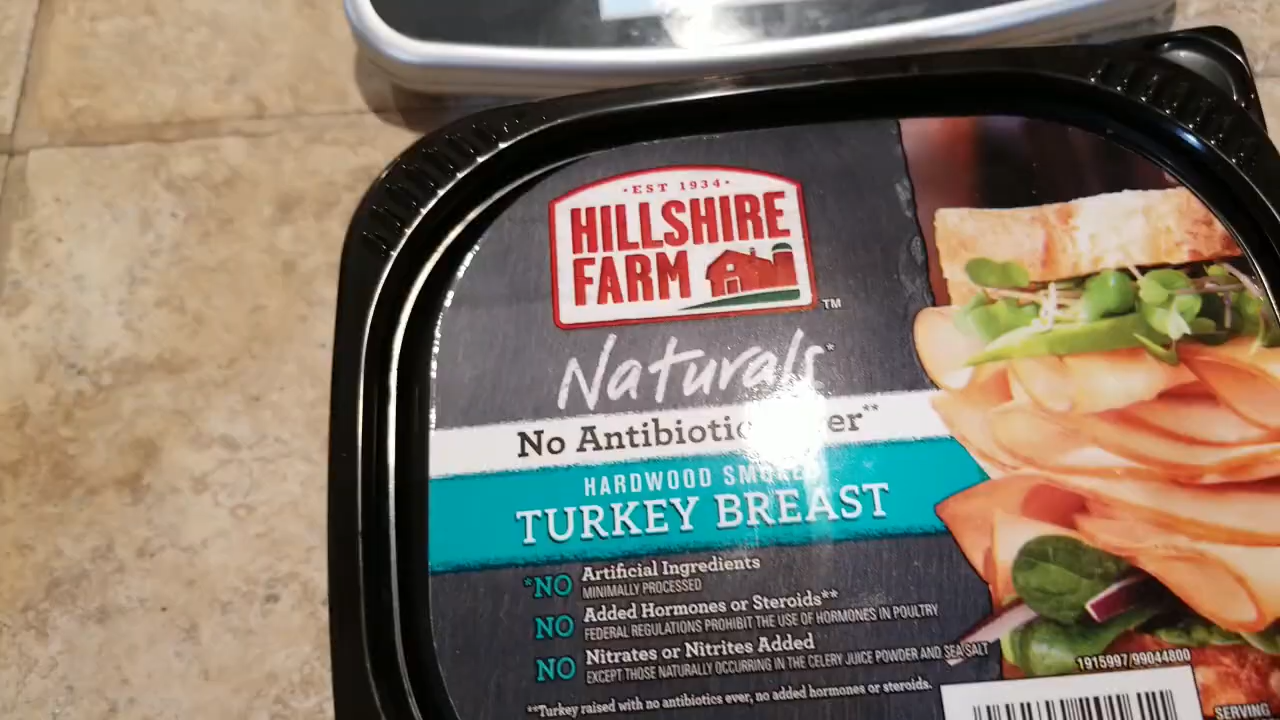 ·EST 1934·
HILLSHIRE
FARM
TM
Naturals*
No Antibiotic
HARDWOOD SMOKED
TURKEY BREAST
*NO Artificial Ingredients
MINIMALLY PROCESSED
NO Added Hormones or Steroids**
FEDERAL REGULATIONS PROHIBIT THE USE OF HORMONES IN POULTRY
NO Nitrates or Nitrites Added
EXCEPT THOSE NATURALLY OCCURRING IN THE CELERY JUICE POWDER AND SEA SALT
**Turkey raised with no antibiotics ever, no added hormones or steroids.
1915997/99044800
SERVING